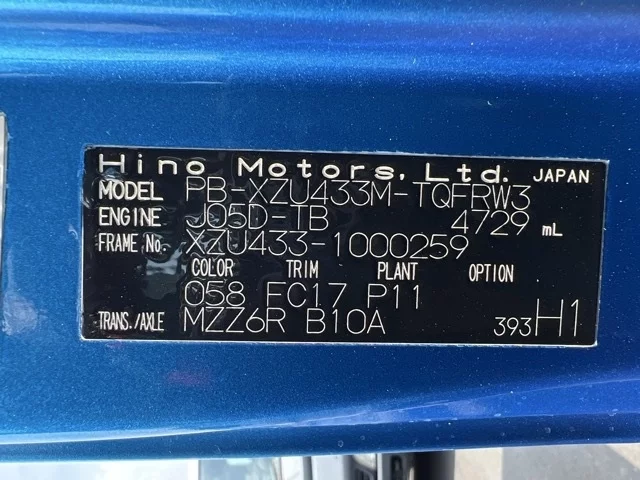 Hino Motors, Ltd. JAPAN
MODEL PB-XZU433M-TQFRW3
ENGINE J05D-TB 4729 mL
FRAME No. XZU433-1000259
COLOR TRIM PLANT OPTION
058 FC17 P11
TRANS./AXLE MZZ6R B10A 393 H1